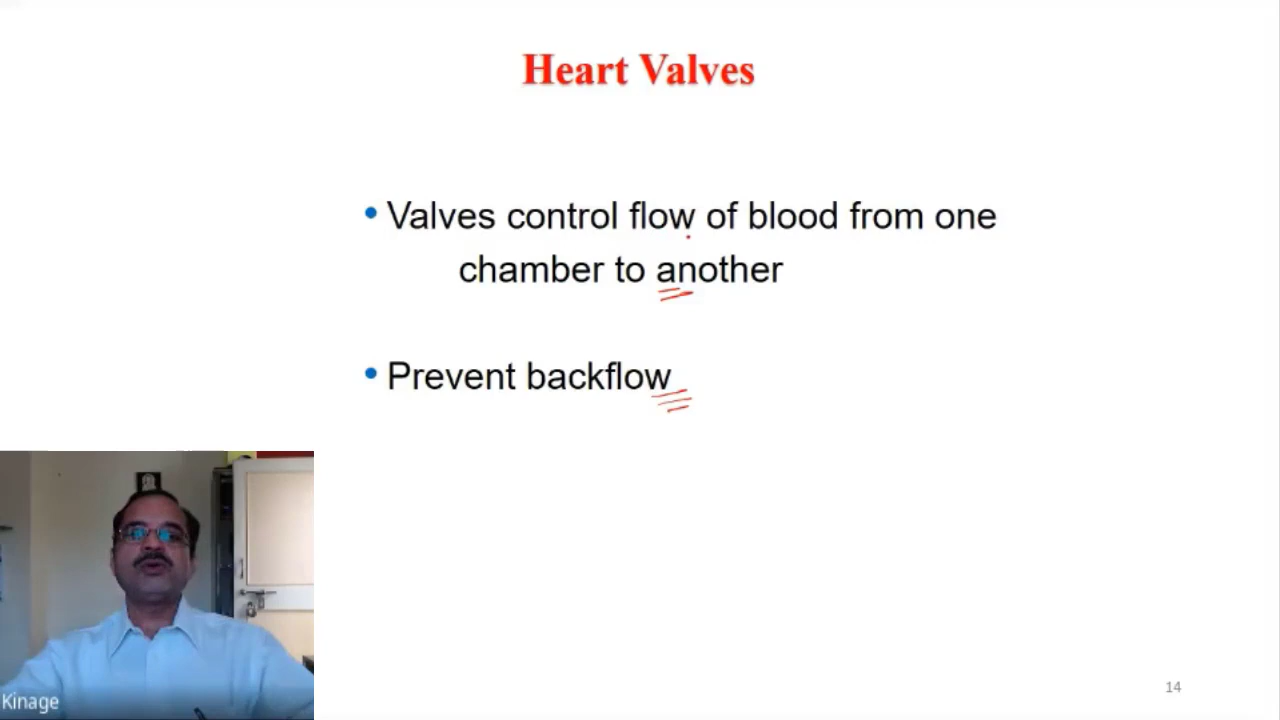 Heart Valves
• Valves control flow of blood from one
chamber to another
• Prevent backflow
Kinage
14